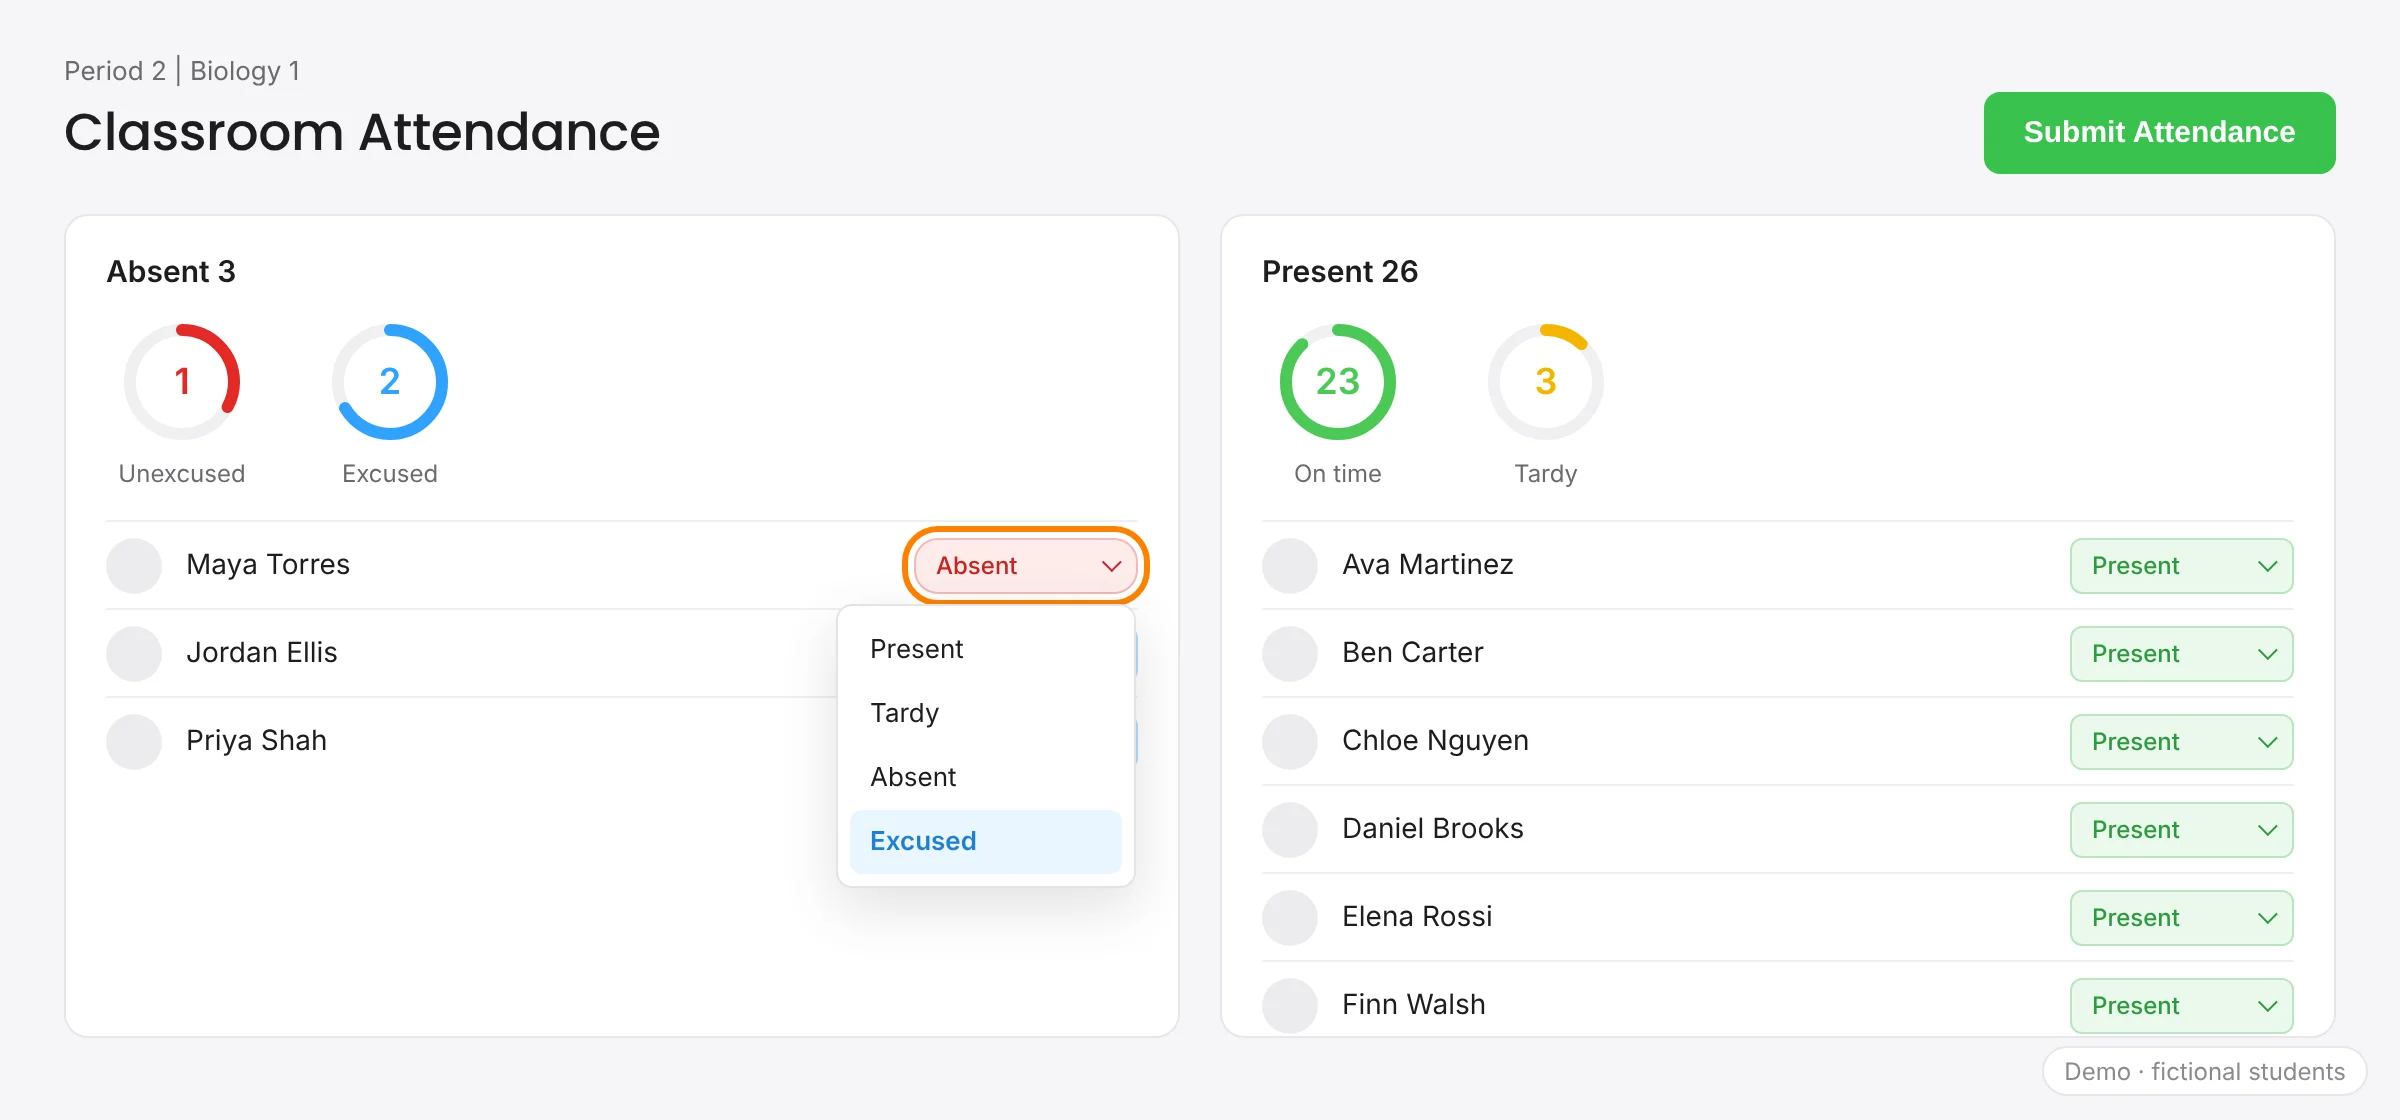 Period 2 | Biology 1
Classroom Attendance
Submit Attendance
Absent 3
1
2
Unexcused
Excused
Maya Torres
Absent
Jordan Ellis
Priya Shah
Present
Tardy
Absent
Excused
Present 26
23
3
On time
Tardy
Ava Martinez
Present
Ben Carter
Present
Chloe Nguyen
Present
Daniel Brooks
Present
Elena Rossi
Present
Finn Walsh
Present
Demo · fictional students